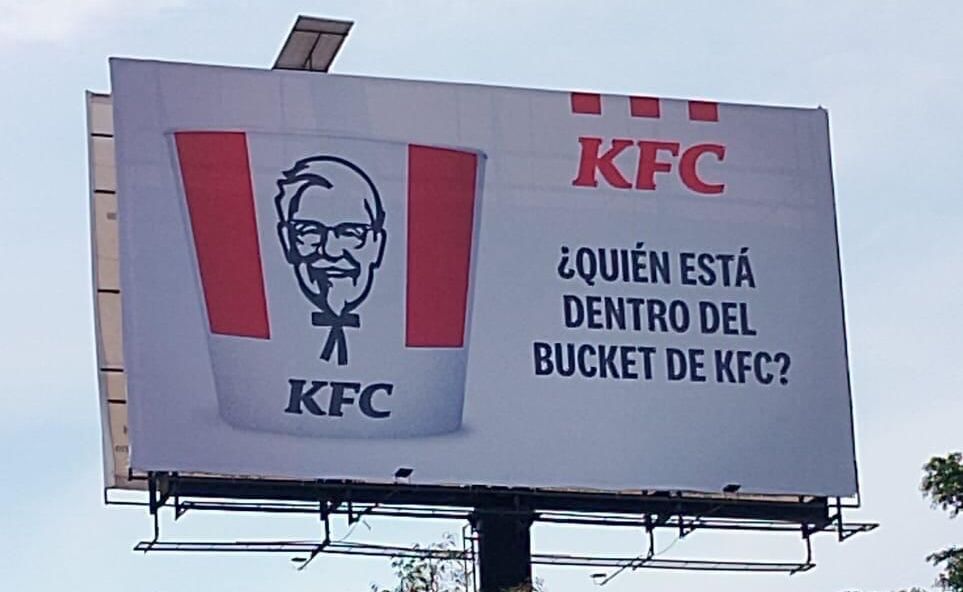 KFC
¿QUIÉN ESTÁ
DENTRO DEL
BUCKET DE KFC?
KFC